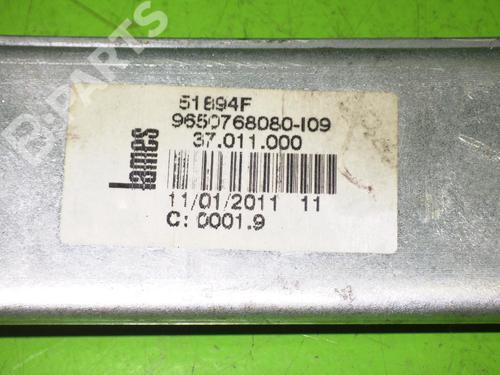 B-PARTS
51894F
9650768080-I09
37.011.000
lames
11/01/2011 11
C: 0001.9